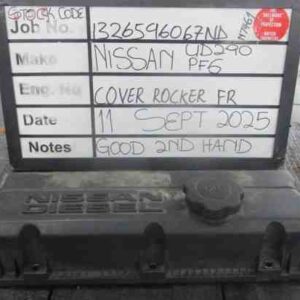 STOCK CODE
Job No. 1326596067NA
Make NISSAN UD290 PF6
Eng. No COVER ROCKER FR
Date 11 SEPT 2025
Notes GOOD 2ND HAND
NISSAN
DIESEL